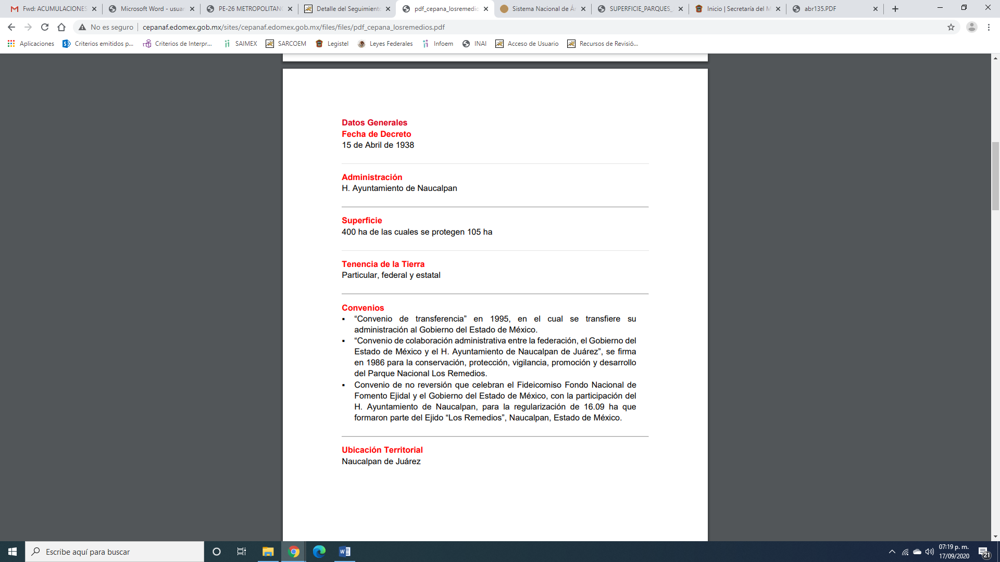 Fwd: ACUMULACIONES
Microsoft Word - usuar
PE-26 METROPOLITANO
Detalle del Seguimiento
pdf_cepana_losremedio
Sistema Nacional de Ár
SUPERFICIE_PARQUES_
Inicio | Secretaría del M
abr135.PDF
No es seguro | cepanaf.edomex.gob.mx/sites/cepanaf.edomex.gob.mx/files/files/pdf_cepana_losremedios.pdf
Aplicaciones
Criterios emitidos p...
Criterios de Interpr...
SAIMEX
SARCOEM
Legistel
Leyes Federales
Infoem
INAI
Acceso de Usuario
Recursos de Revisió...
Datos Generales
Fecha de Decreto
15 de Abril de 1938
Administración
H. Ayuntamiento de Naucalpan
Superficie
400 ha de las cuales se protegen 105 ha
Tenencia de la Tierra
Particular, federal y estatal
Convenios
▪ “Convenio de transferencia” en 1995, en el cual se transfiere su
administración al Gobierno del Estado de México.
▪ “Convenio de colaboración administrativa entre la federación, el Gobierno del
Estado de México y el H. Ayuntamiento de Naucalpan de Juárez”, se firma
en 1986 para la conservación, protección, vigilancia, promoción y desarrollo
del Parque Nacional Los Remedios.
▪ Convenio de no reversión que celebran el Fideicomiso Fondo Nacional de
Fomento Ejidal y el Gobierno del Estado de México, con la participación del
H. Ayuntamiento de Naucalpan, para la regularización de 16.09 ha que
formaron parte del Ejido “Los Remedios”, Naucalpan, Estado de México.
Ubicación Territorial
Naucalpan de Juárez
Escribe aquí para buscar
07:19 p. m.
17/09/2020
21